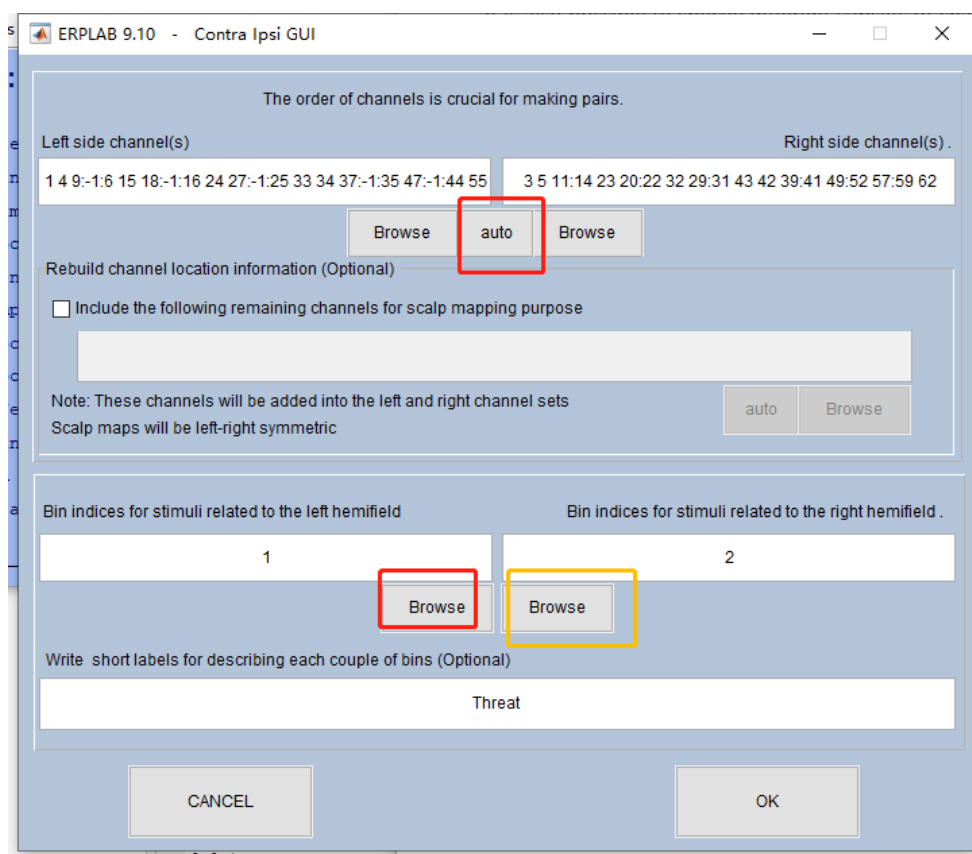 ERPLAB 9.10 - Contra Ipsi GUI
The order of channels is crucial for making pairs.
Left side channel(s)
Right side channel(s) .
1 4 9:-1:6 15 18:-1:16 24 27:-1:25 33 34 37:-1:35 47:-1:44 55
3 5 11:14 23 20:22 32 29:31 43 42 39:41 49:52 57:59 62
Browse auto Browse
Rebuild channel location information (Optional)
Include the following remaining channels for scalp mapping purpose
Note: These channels will be added into the left and right channel sets
Scalp maps will be left-right symmetric
auto Browse
Bin indices for stimuli related to the left hemifield
Bin indices for stimuli related to the right hemifield .
1
2
Browse Browse
Write short labels for describing each couple of bins (Optional)
Threat
CANCEL OK